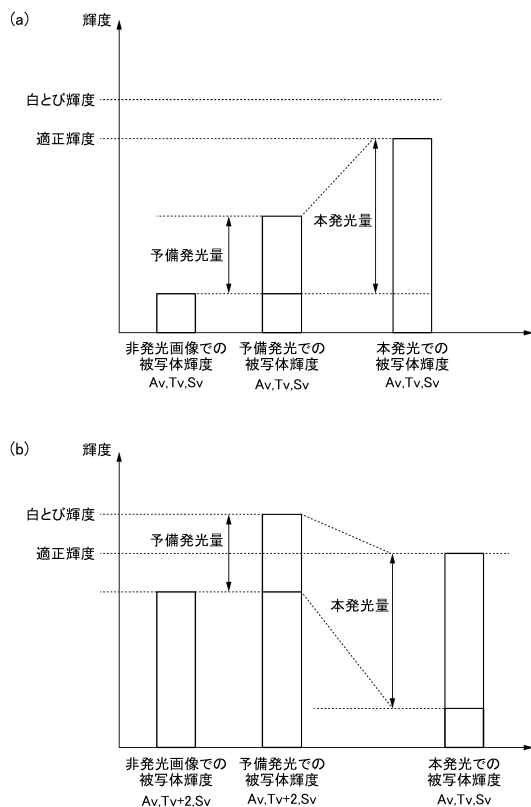 (a)
輝度
白とび輝度
適正輝度
本発光量
予備発光量
非発光画像での
被写体輝度
Av,Tv,Sv
予備発光での
被写体輝度
Av,Tv,Sv
本発光での
被写体輝度
Av,Tv,Sv
(b)
輝度
白とび輝度
予備発光量
適正輝度
本発光量
非発光画像での
被写体輝度
Av,Tv+2,Sv
予備発光での
被写体輝度
Av,Tv+2,Sv
本発光での
被写体輝度
Av,Tv,Sv